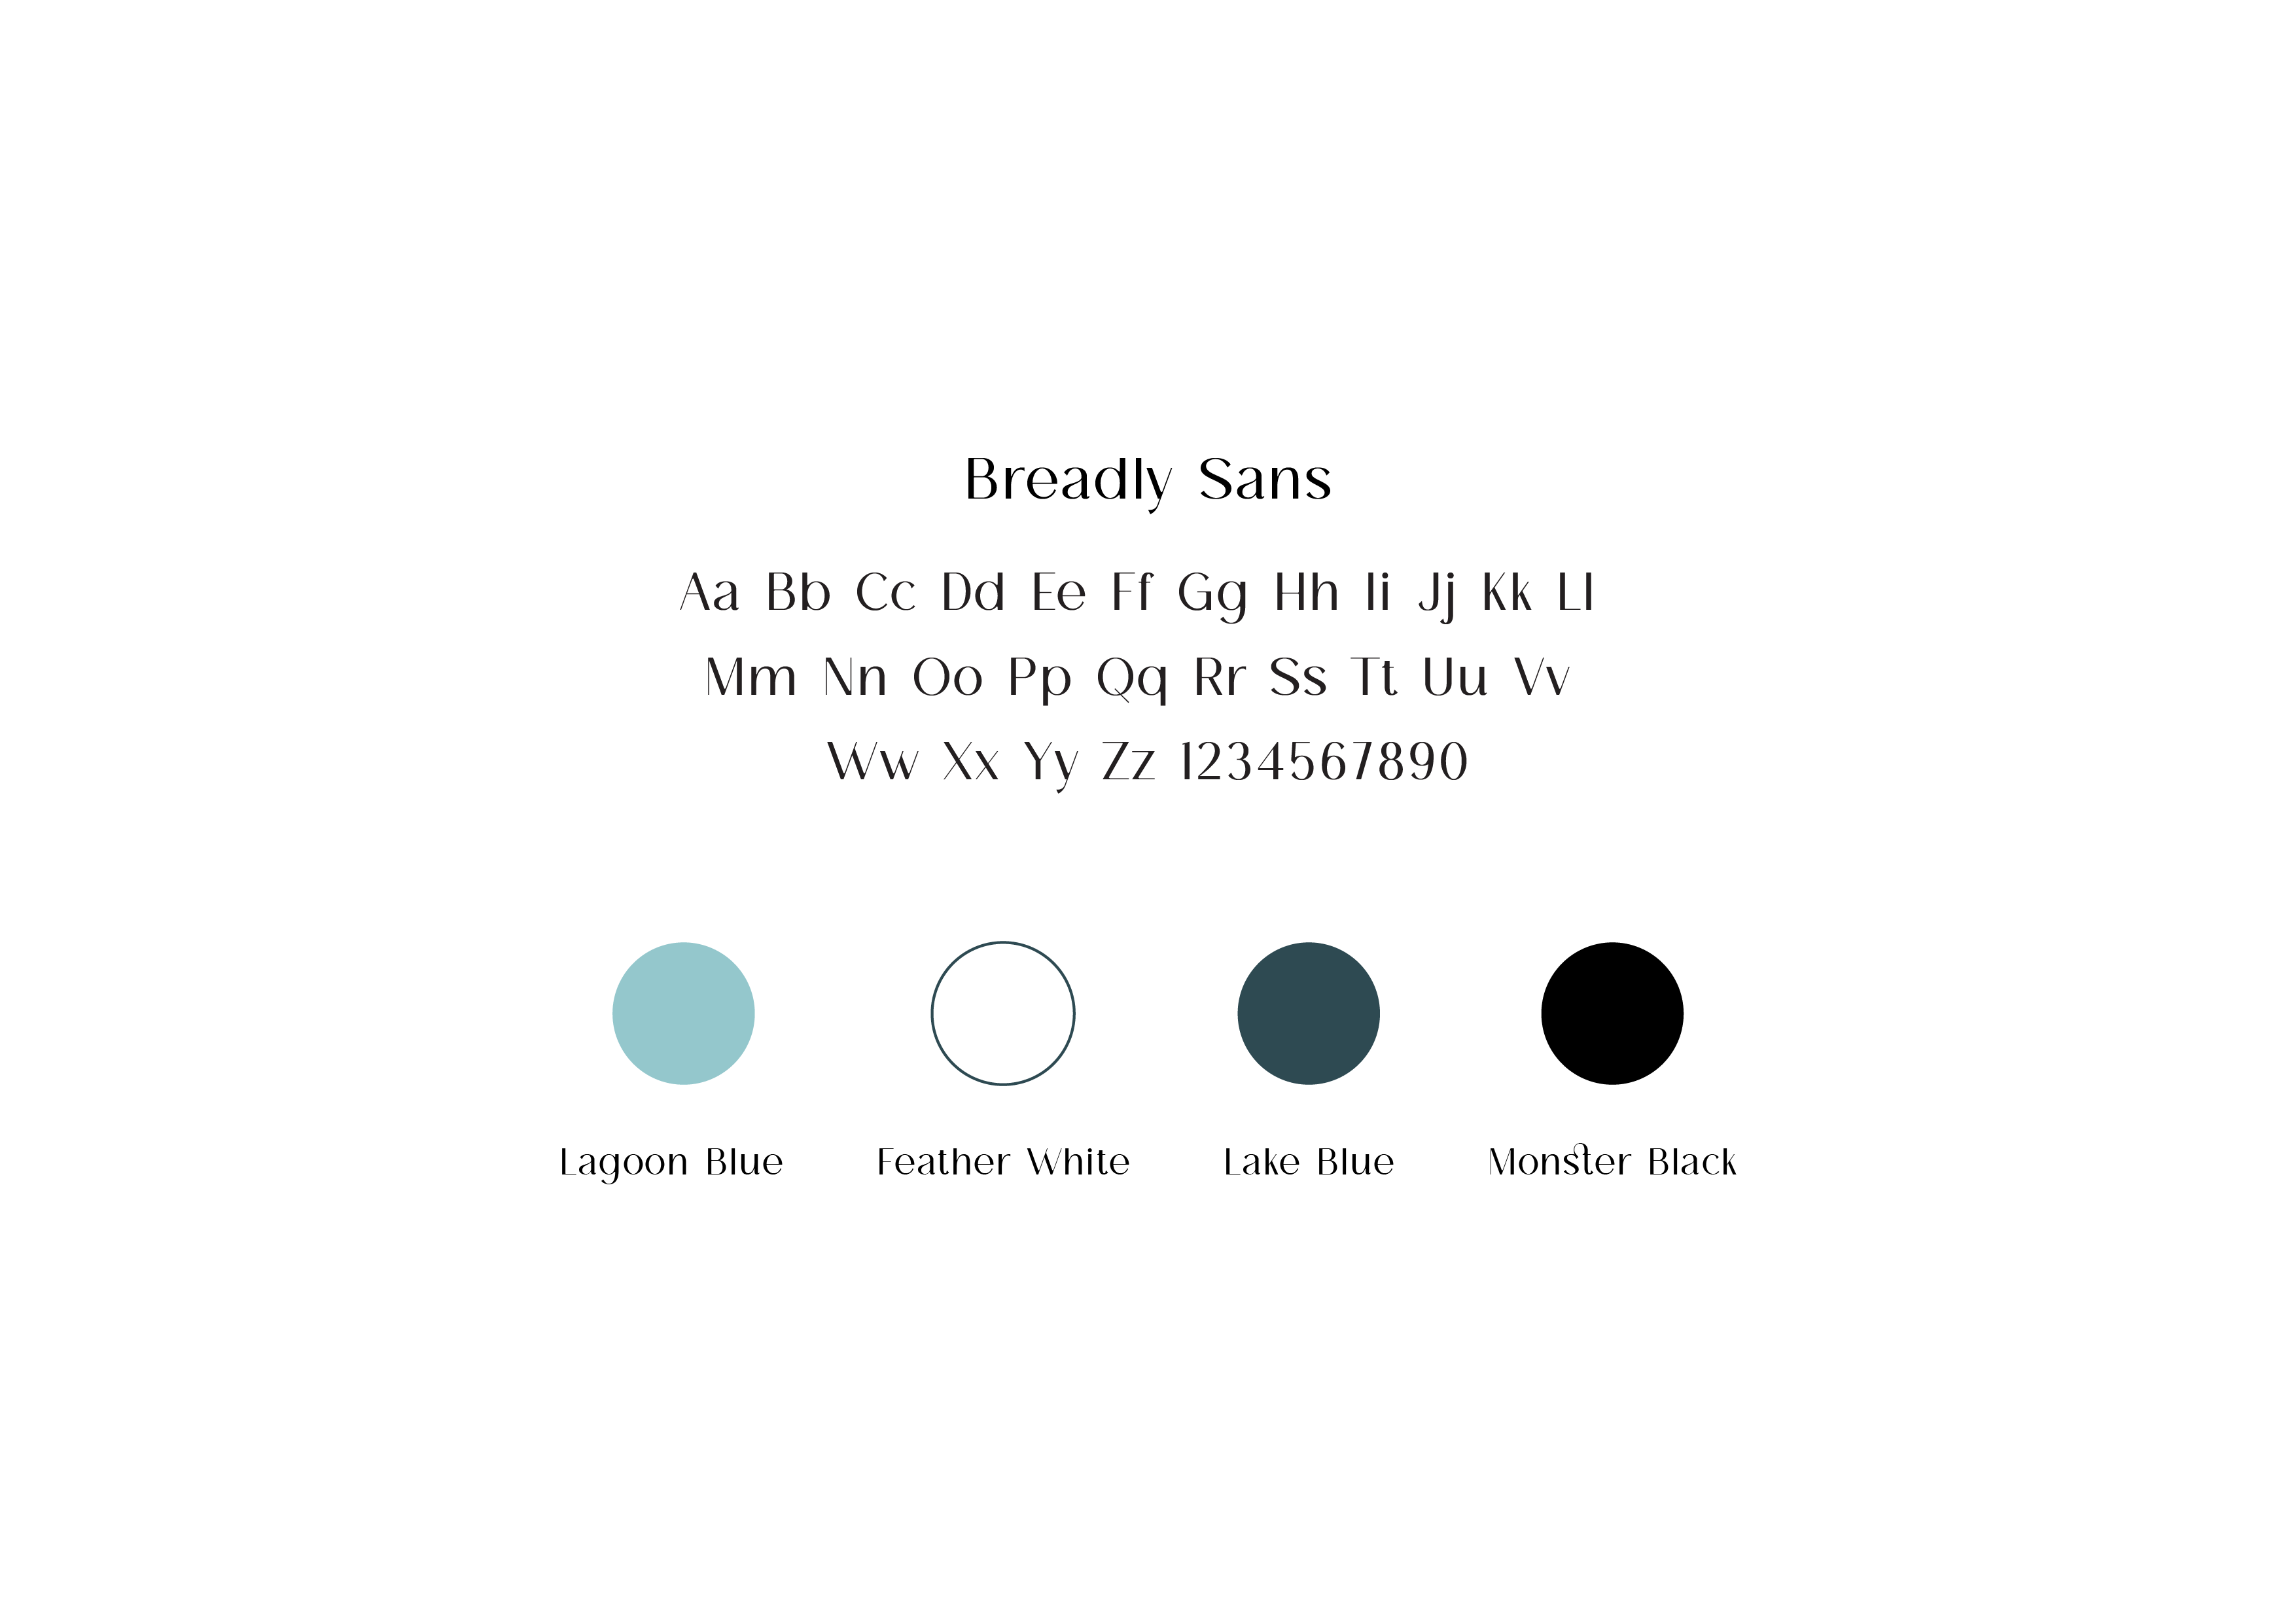 Breadly Sans
Aa Bb Cc Dd Ee Ff Gg Hh Ii Jj Kk Ll
Mm Nn Oo Pp Qq Rr Ss Tt Uu Vv
Ww Xx Yy Zz 1234567890
Lagoon Blue Feather White Lake Blue Monster Black